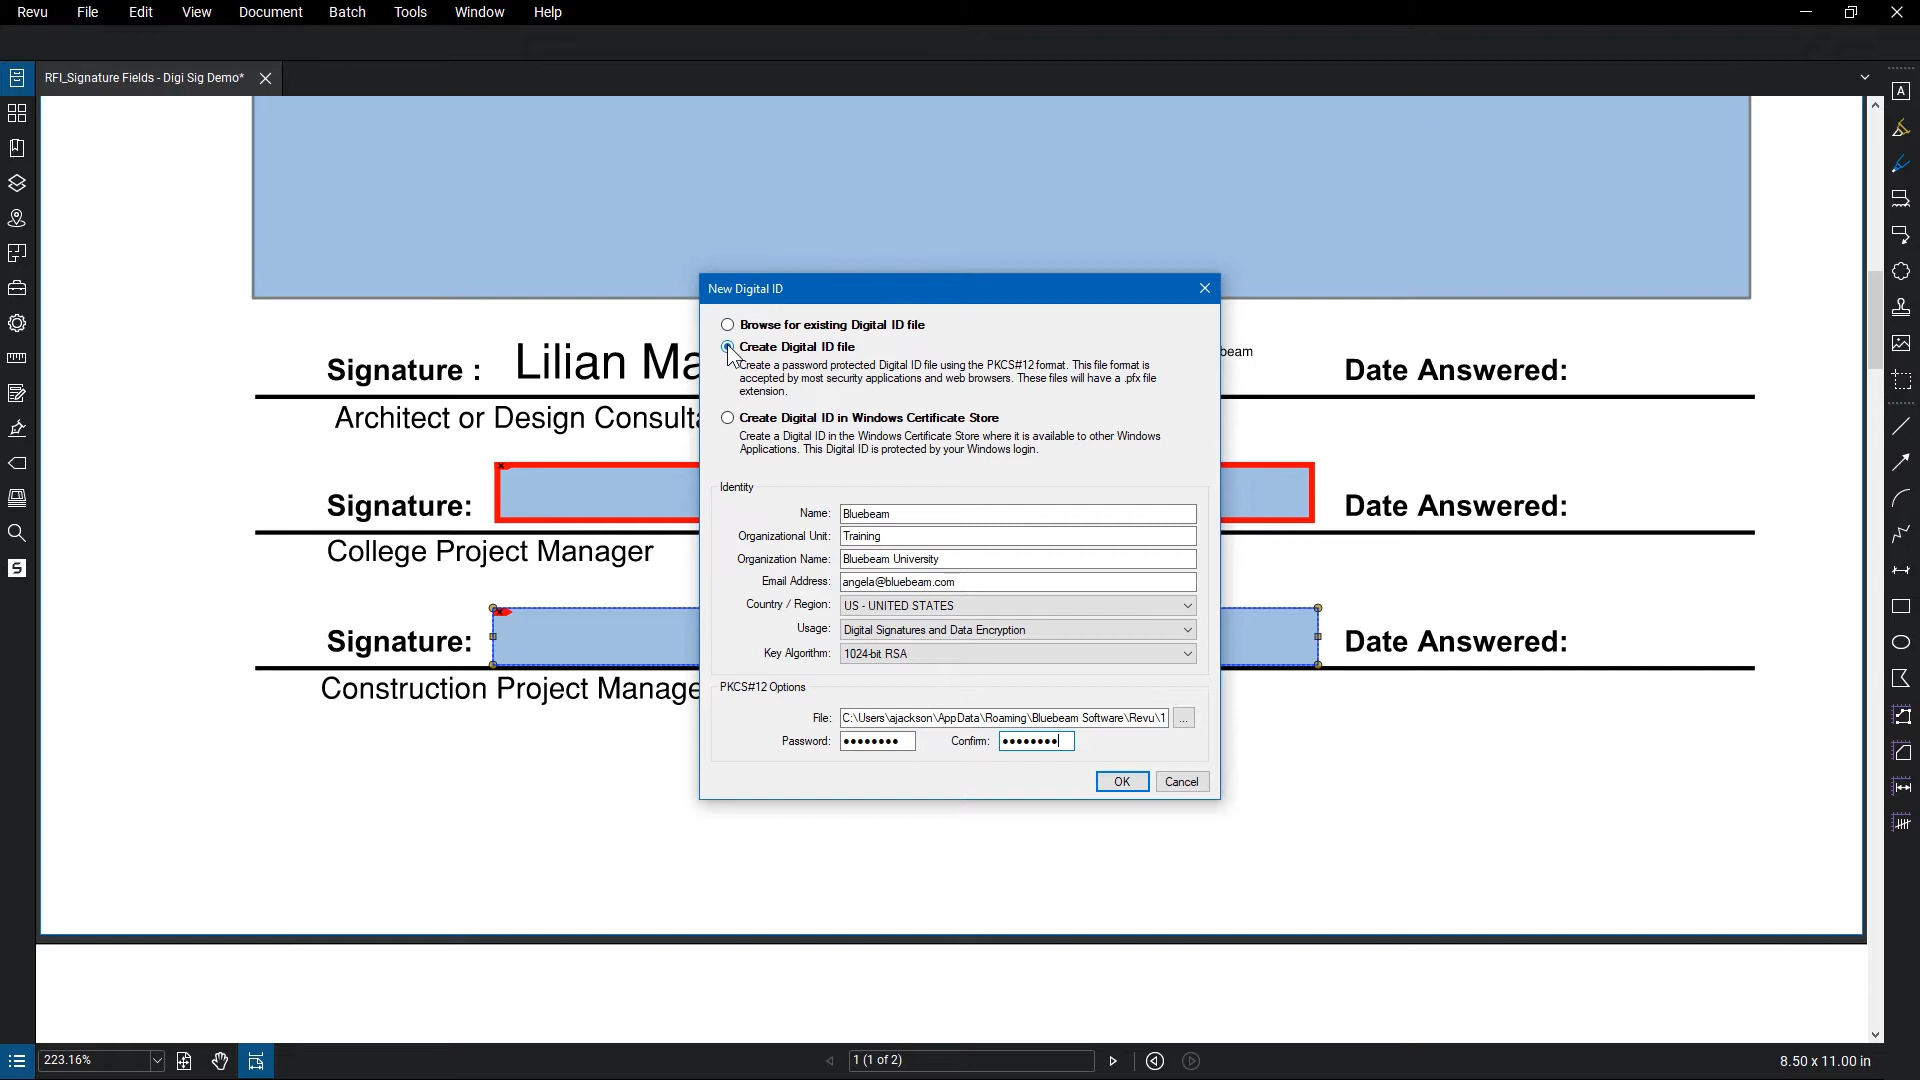 Revu File Edit View Document Batch Tools Window Help
RFI_Signature Fields - Digi Sig Demo*
New Digital ID
Browse for existing Digital ID file
Create Digital ID file
Create a password protected Digital ID file using the PKCS#12 format. This file format is
accepted by most security applications and web browsers. These files will have a .pfx file
extension.
Create Digital ID in Windows Certificate Store
Create a Digital ID in the Windows Certificate Store where it is available to other Windows
Applications. This Digital ID is protected by your Windows login.
Identity
Name: Bluebeam
Organizational Unit: Training
Organization Name: Bluebeam University
Email Address: angela@bluebeam.com
Country / Region: US - UNITED STATES
Usage: Digital Signatures and Data Encryption
Key Algorithm: 1024-bit RSA
PKCS#12 Options
File: C:\Users\ajackson\AppData\Roaming\Bluebeam Software\Revu\1 ...
Password: ●●●●●●●● Confirm: ●●●●●●●●
OK Cancel
Signature : Lilian Ma beam Date Answered:
Architect or Design Consulta
Signature: Date Answered:
College Project Manager
Signature: Date Answered:
Construction Project Manage
223.16% 1 (1 of 2) 8.50 x 11.00 in